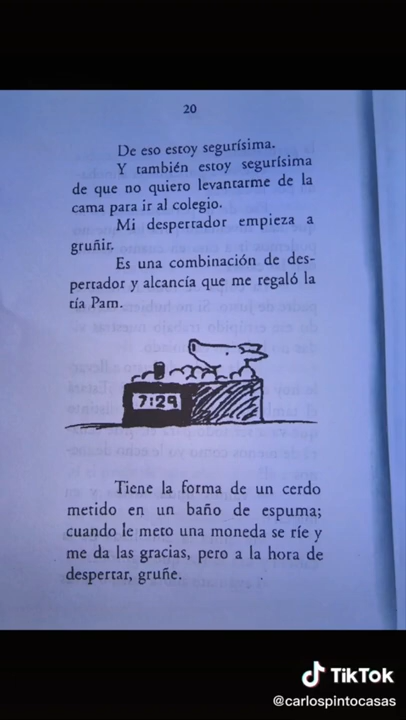 20
De eso estoy segurísima.
Y también estoy segurísima
de que no quiero levantarme de la
cama para ir al colegio.
Mi despertador empieza a
gruñir.
Es una combinación de des-
pertador y alcancía que me regaló la
tía Pam.
7:29
Tiene la forma de un cerdo
metido en un baño de espuma;
cuando le meto una moneda se ríe y
me da las gracias, pero a la hora de
despertar, gruñe.
TikTok
@carlospintocasas